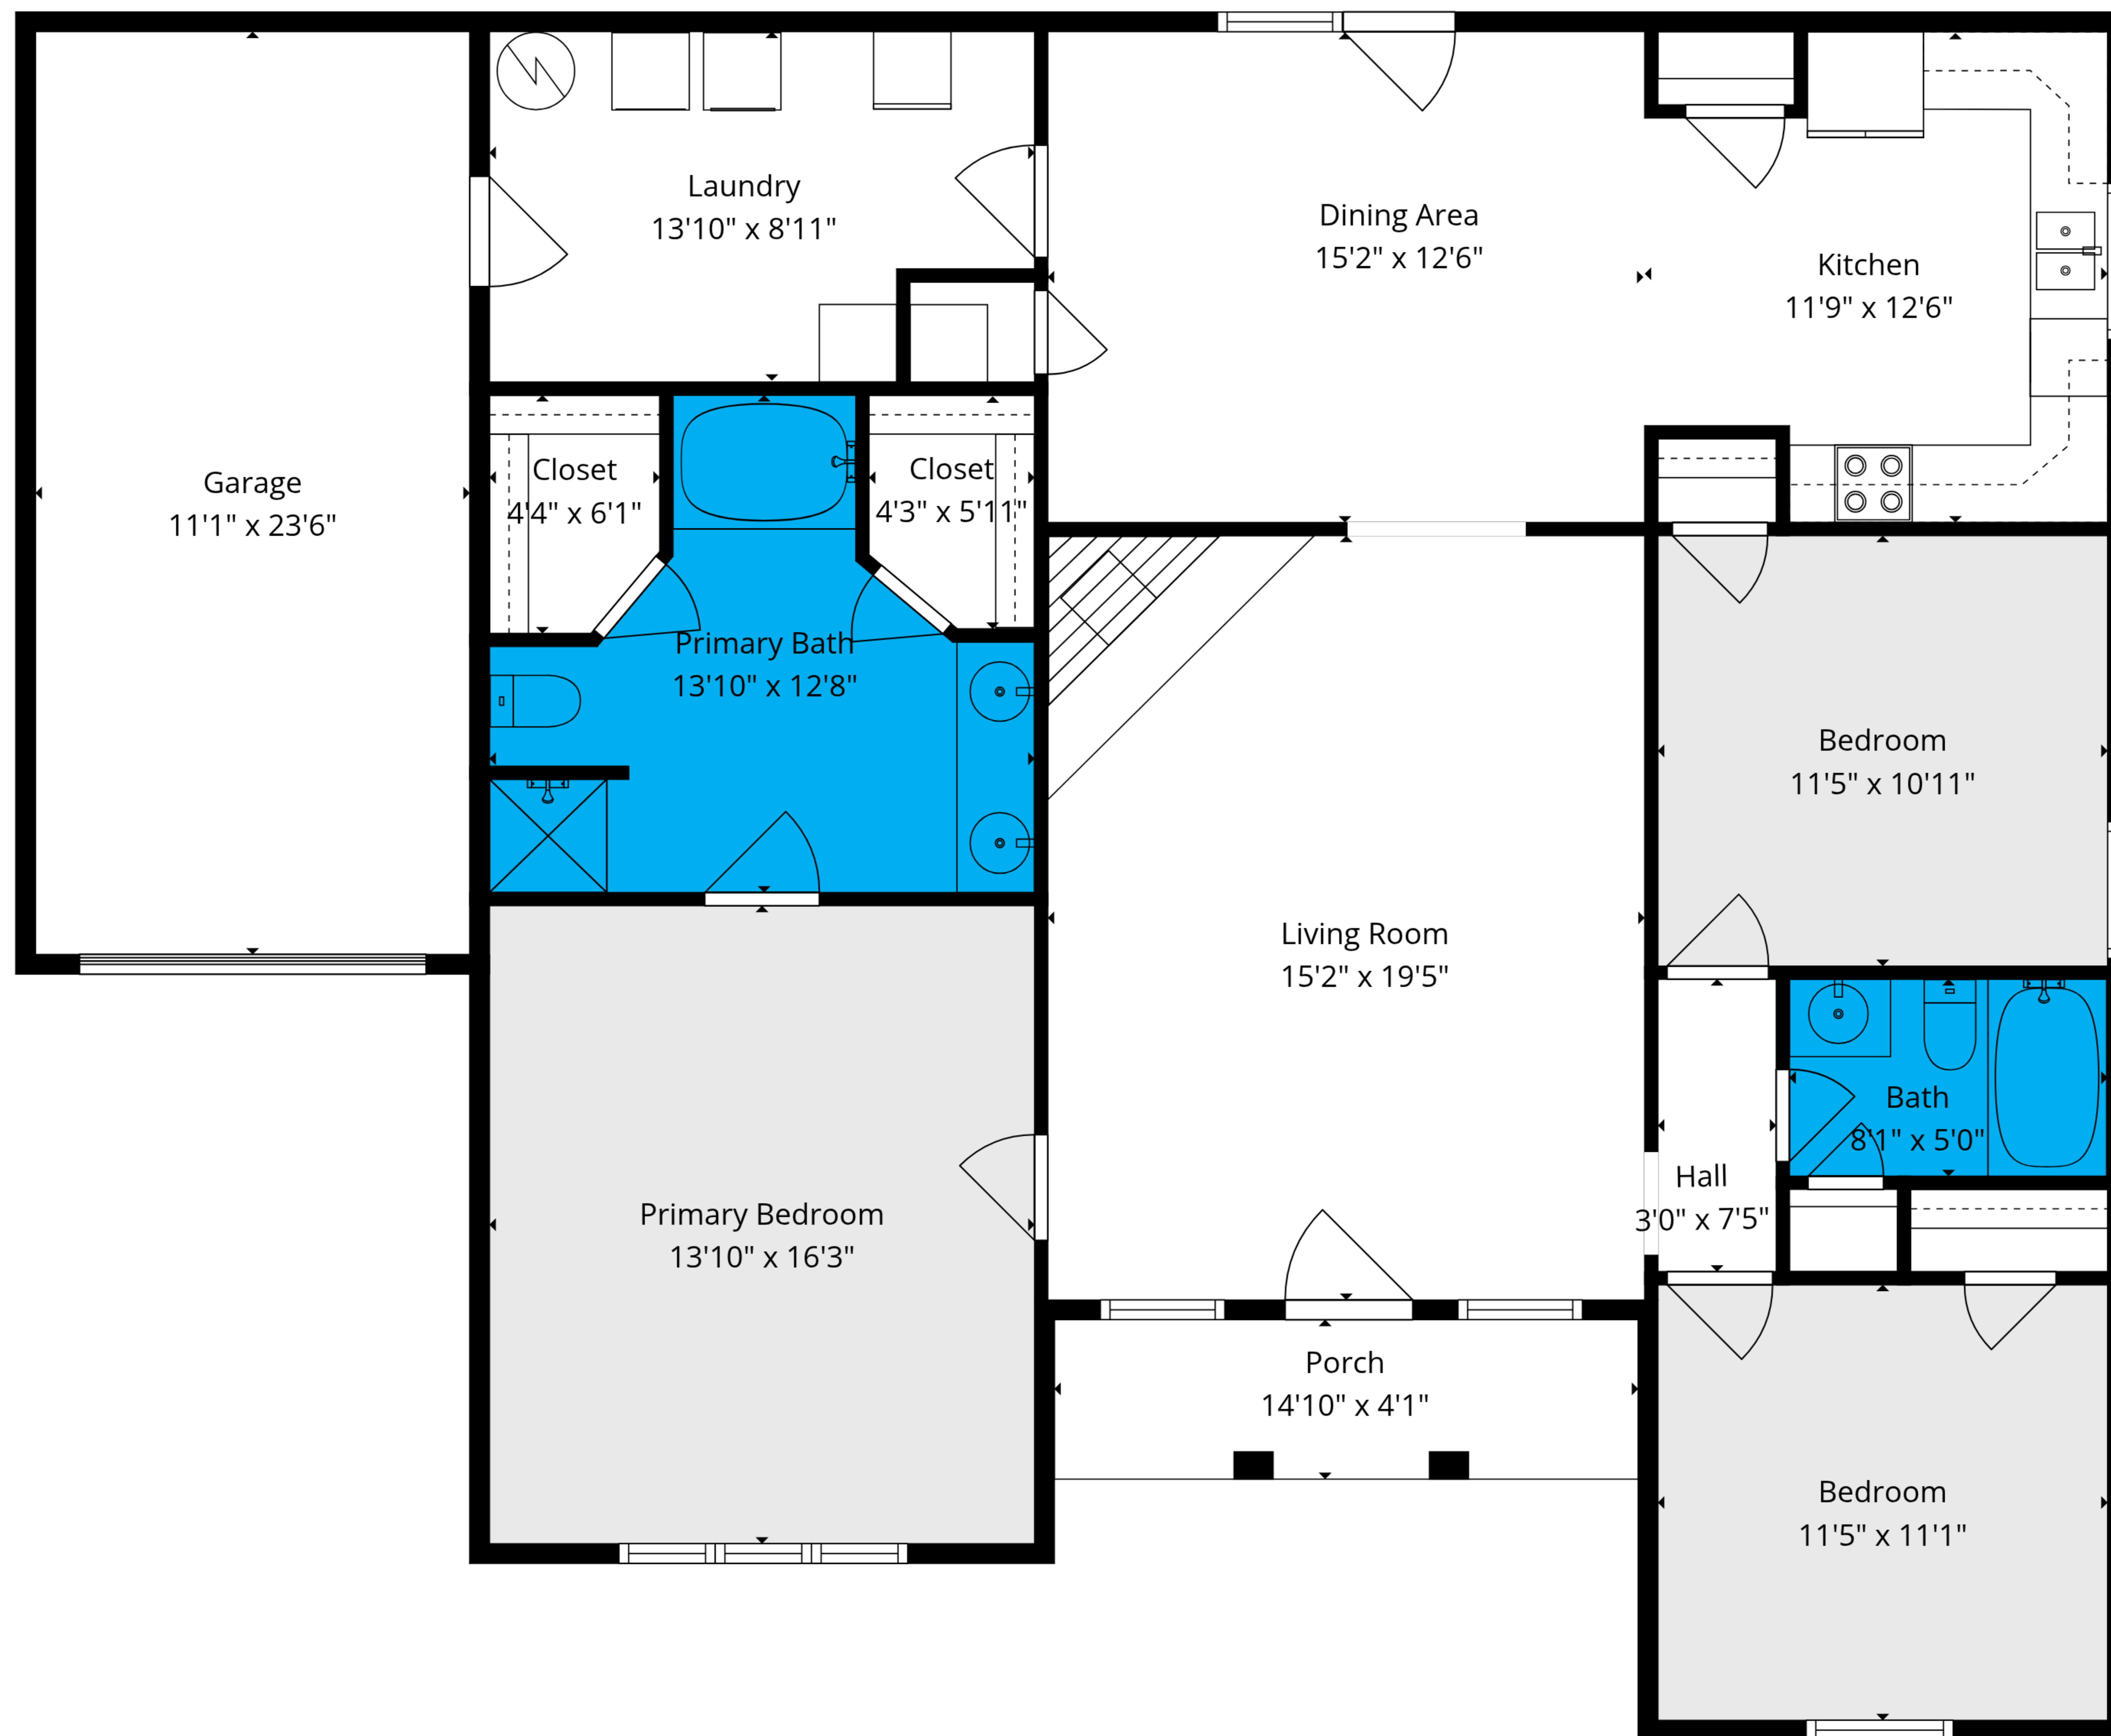 Laundry
13'10" x 8'11"
Dining Area
15'2" x 12'6"
Kitchen
11'9" x 12'6"
Garage
11'1" x 23'6"
Closet
4'4" x 6'1"
Closet
4'3" x 5'11"
Primary Bath
13'10" x 12'8"
Bedroom
11'5" x 10'11"
Living Room
15'2" x 19'5"
Bath
8'1" x 5'0"
Hall
3'0" x 7'5"
Primary Bedroom
13'10" x 16'3"
Porch
14'10" x 4'1"
Bedroom
11'5" x 11'1"